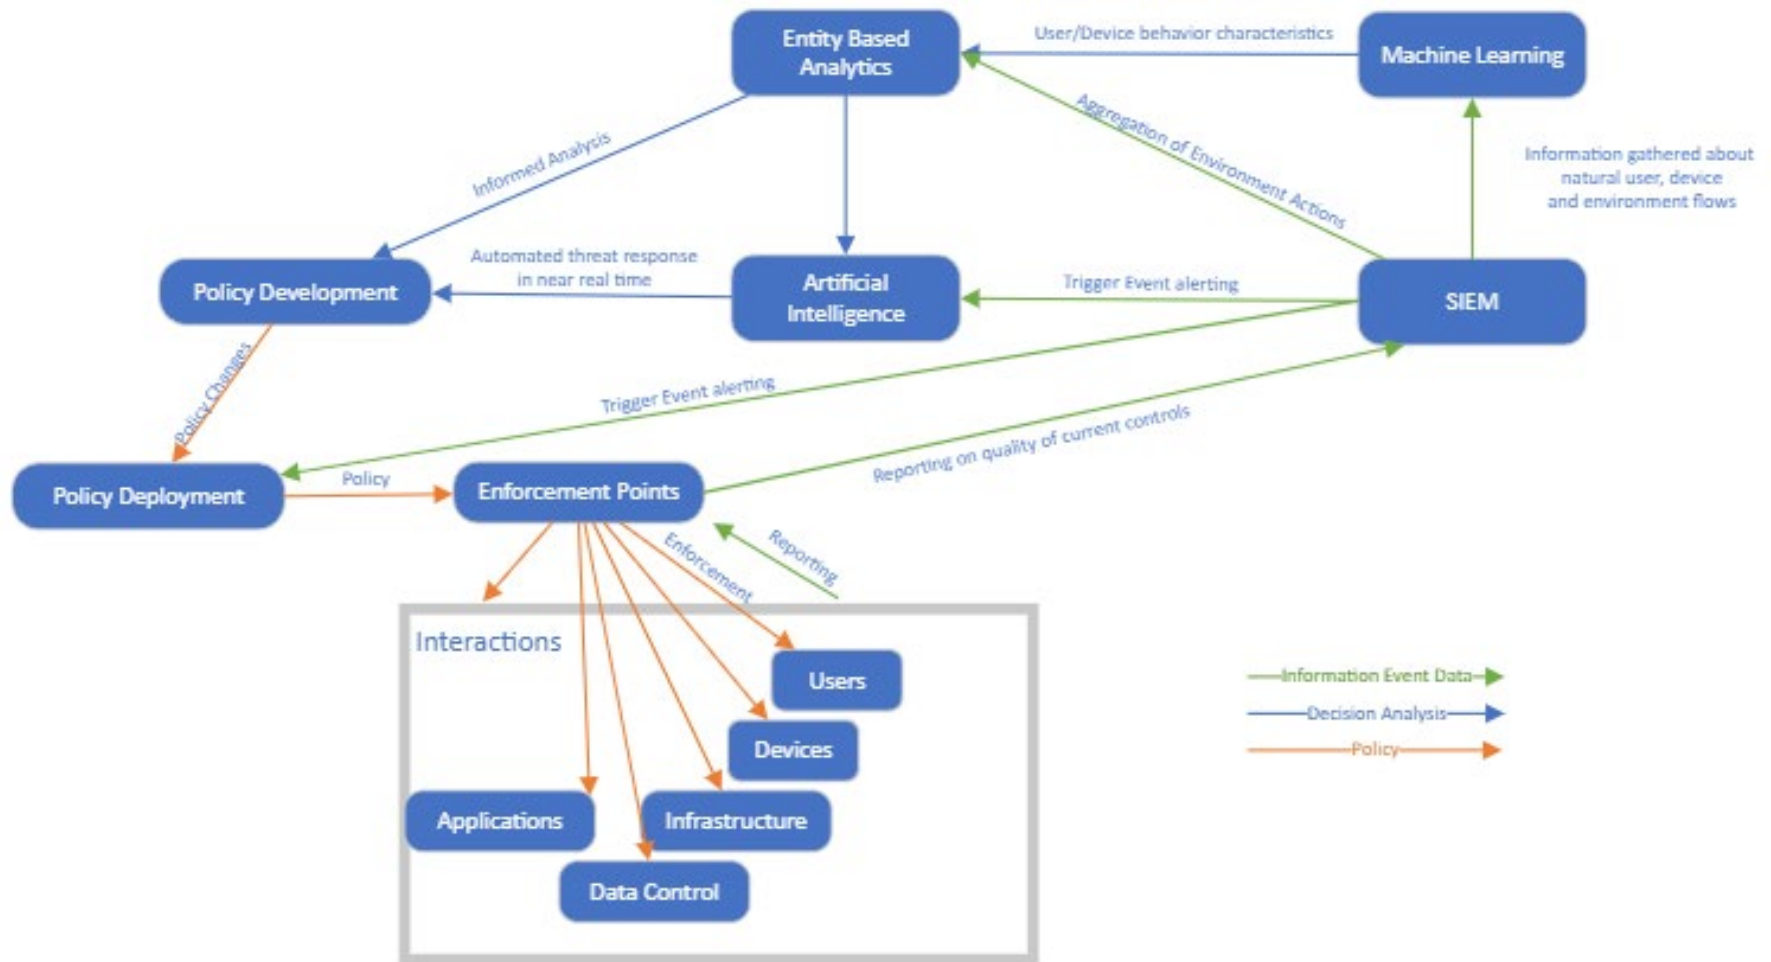 Entity Based
Analytics
User/Device behavior characteristics
Machine Learning
Aggregation of Environment Actions
Informed Analysis
Information gathered about
natural user, device
and environment flows
Policy Development
Automated threat response
in near real time
Artificial
Intelligence
Trigger Event alerting
SIEM
Policy Changes
Trigger Event alerting
Reporting on quality of current controls
Policy Deployment
Policy
Enforcement Points
Enforcement
Reporting
Interactions
Users
Devices
Applications
Infrastructure
Data Control
Information Event Data
Decision Analysis
Policy